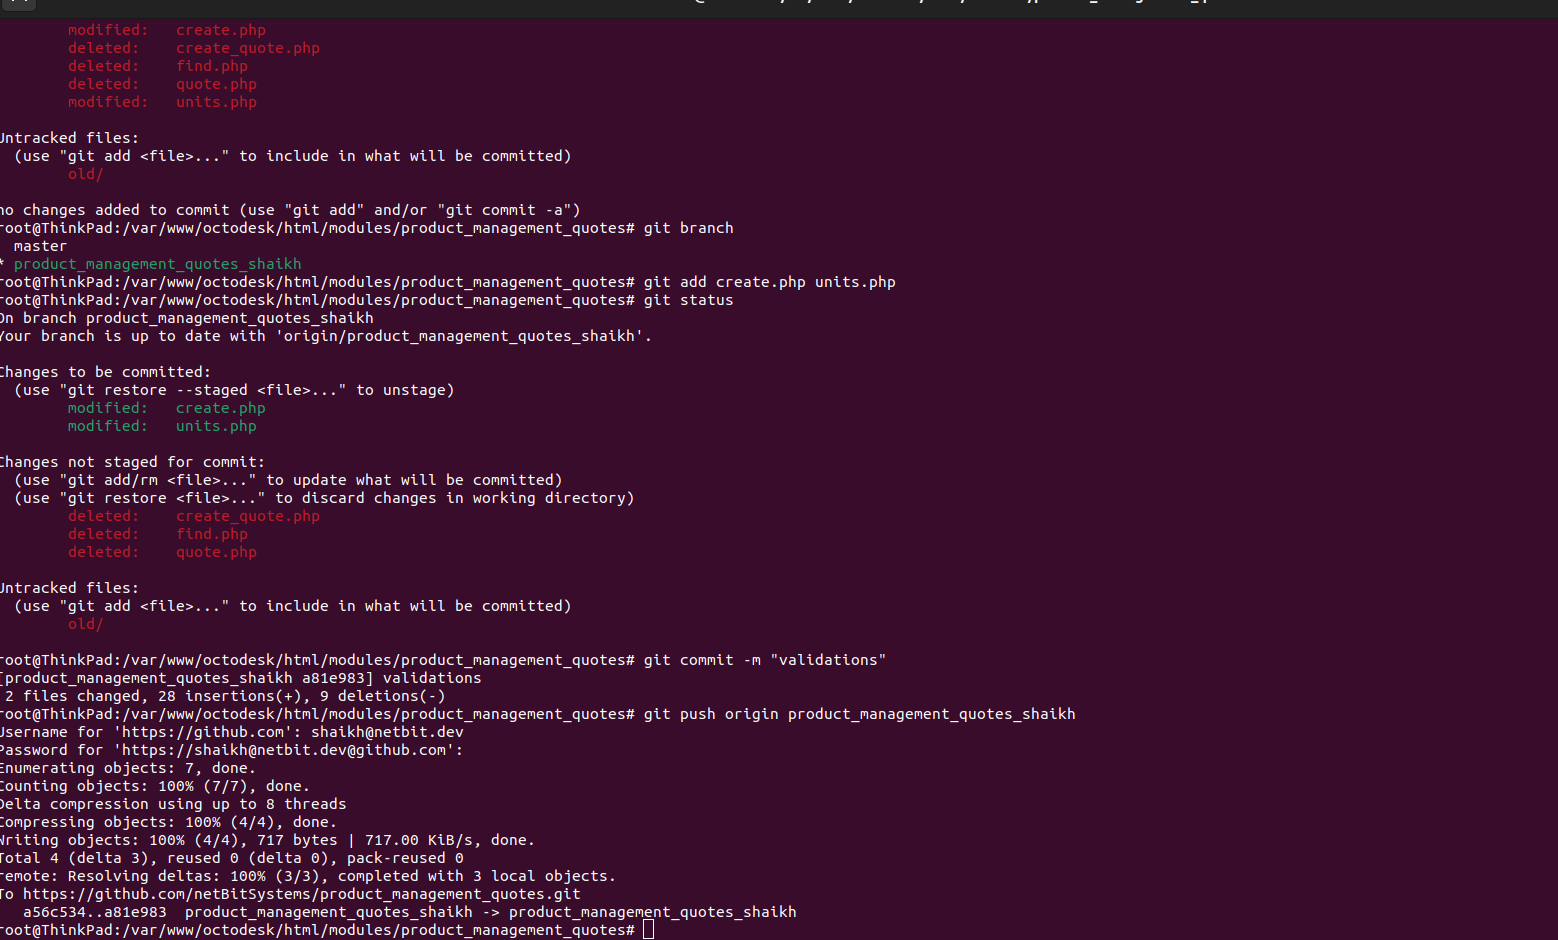 modified:   create.php
deleted:    create_quote.php
deleted:    find.php
deleted:    quote.php
modified:   units.php
Untracked files:
(use "git add <file>..." to include in what will be committed)
old/
no changes added to commit (use "git add" and/or "git commit -a")
root@ThinkPad:/var/www/octodesk/html/modules/product_management_quotes# git branch
master
* product_management_quotes_shaikh
root@ThinkPad:/var/www/octodesk/html/modules/product_management_quotes# git add create.php units.php
root@ThinkPad:/var/www/octodesk/html/modules/product_management_quotes# git status
On branch product_management_quotes_shaikh
Your branch is up to date with 'origin/product_management_quotes_shaikh'.
Changes to be committed:
(use "git restore --staged <file>..." to unstage)
modified:   create.php
modified:   units.php
Changes not staged for commit:
(use "git add/rm <file>..." to update what will be committed)
(use "git restore <file>..." to discard changes in working directory)
deleted:    create_quote.php
deleted:    find.php
deleted:    quote.php
Untracked files:
(use "git add <file>..." to include in what will be committed)
old/
root@ThinkPad:/var/www/octodesk/html/modules/product_management_quotes# git commit -m "validations"
[product_management_quotes_shaikh a81e983] validations
2 files changed, 28 insertions(+), 9 deletions(-)
root@ThinkPad:/var/www/octodesk/html/modules/product_management_quotes# git push origin product_management_quotes_shaikh
Username for 'https://github.com': shaikh@netbit.dev
Password for 'https://shaikh@netbit.dev@github.com':
Enumerating objects: 7, done.
Counting objects: 100% (7/7), done.
Delta compression using up to 8 threads
Compressing objects: 100% (4/4), done.
Writing objects: 100% (4/4), 717 bytes | 717.00 KiB/s, done.
Total 4 (delta 3), reused 0 (delta 0), pack-reused 0
remote: Resolving deltas: 100% (3/3), completed with 3 local objects.
To https://github.com/netBitSystems/product_management_quotes.git
a56c534..a81e983  product_management_quotes_shaikh -> product_management_quotes_shaikh
root@ThinkPad:/var/www/octodesk/html/modules/product_management_quotes#